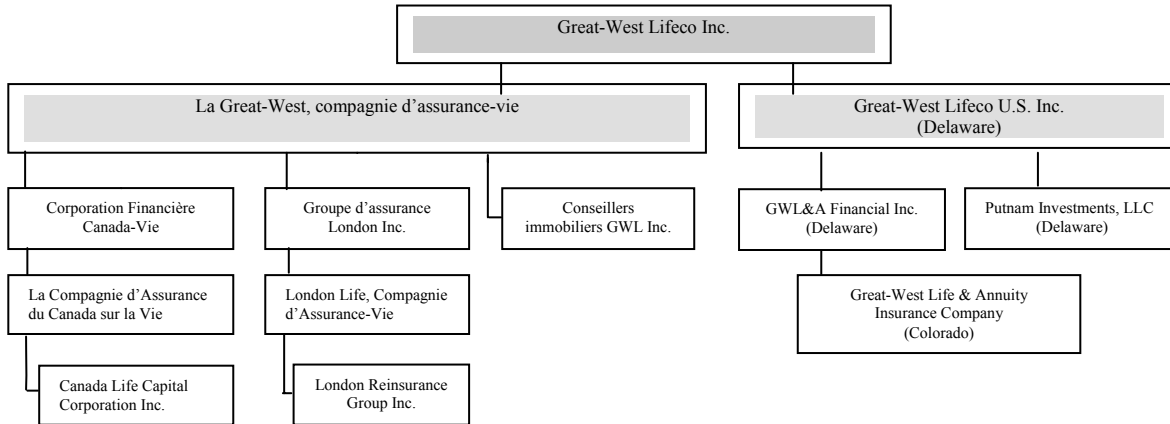 Great-West Lifeco Inc.
La Great-West, compagnie d’assurance-vie
Great-West Lifeco U.S. Inc.
(Delaware)
Corporation Financière
Canada-Vie
Groupe d’assurance
London Inc.
Conseillers
immobiliers GWL Inc.
GWL&A Financial Inc.
(Delaware)
Putnam Investments, LLC
(Delaware)
La Compagnie d’Assurance
du Canada sur la Vie
London Life, Compagnie
d’Assurance-Vie
Great-West Life & Annuity
Insurance Company
(Colorado)
Canada Life Capital
Corporation Inc.
London Reinsurance
Group Inc.